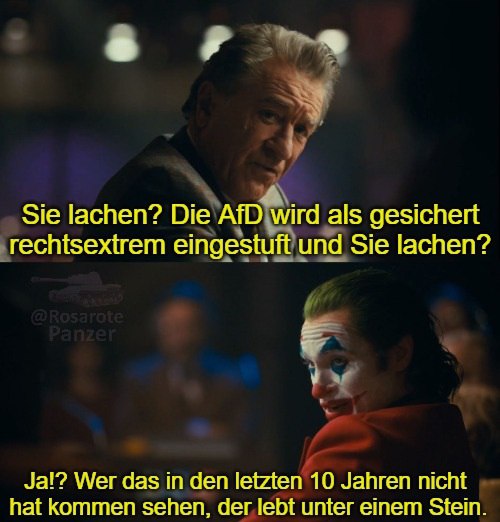 Sie lachen? Die AfD wird als gesichert
rechtsextrem eingestuft und Sie lachen?
@Rosarote
Panzer
Ja!? Wer das in den letzten 10 Jahren nicht
hat kommen sehen, der lebt unter einem Stein.